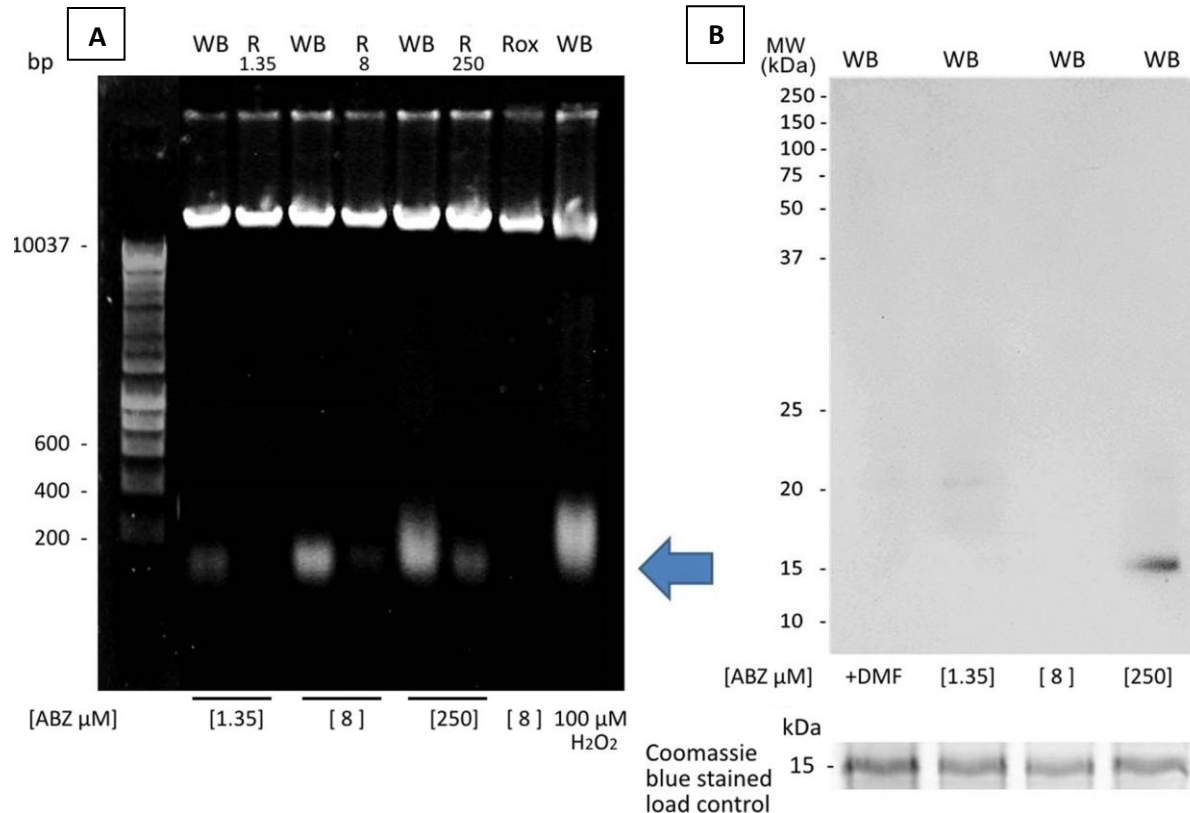 A
WB R WB R WB R Rox WB
bp 1.35 8 250
10037 -
600 -
400 -
200 -
[ABZ µM] [1.35] [ 8 ] [250] [ 8 ] 100 µM
H₂O₂
B
MW
(kDa)
WB WB WB WB
250 -
150 -
100 -
75 -
50 -
37 -
25 -
20 -
15 -
10 -
[ABZ µM] +DMF [1.35] [ 8 ] [250]
kDa
Coomassie
blue stained
load control
15 -